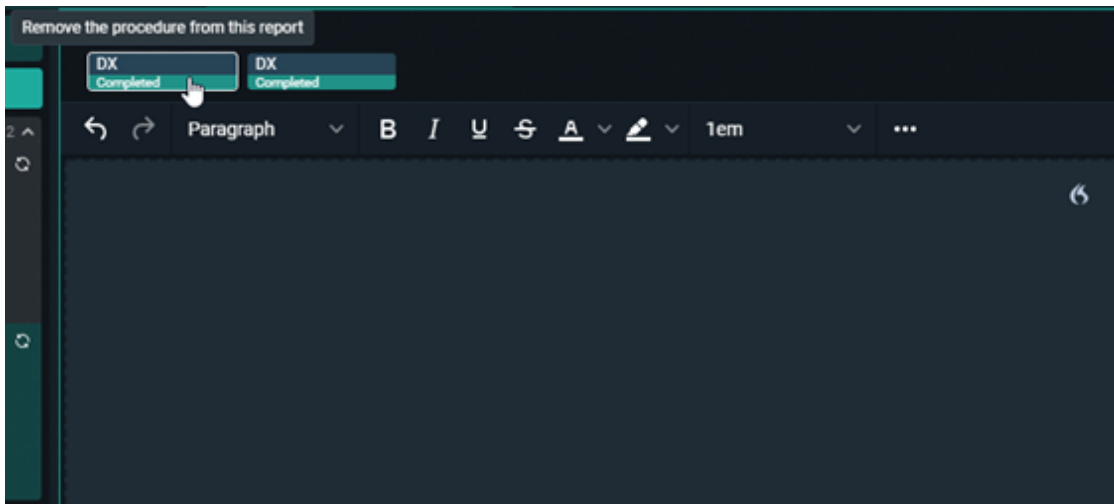 Remove the procedure from this report
DX DX
Completed Completed
2
Paragraph B I U S A 1em ...